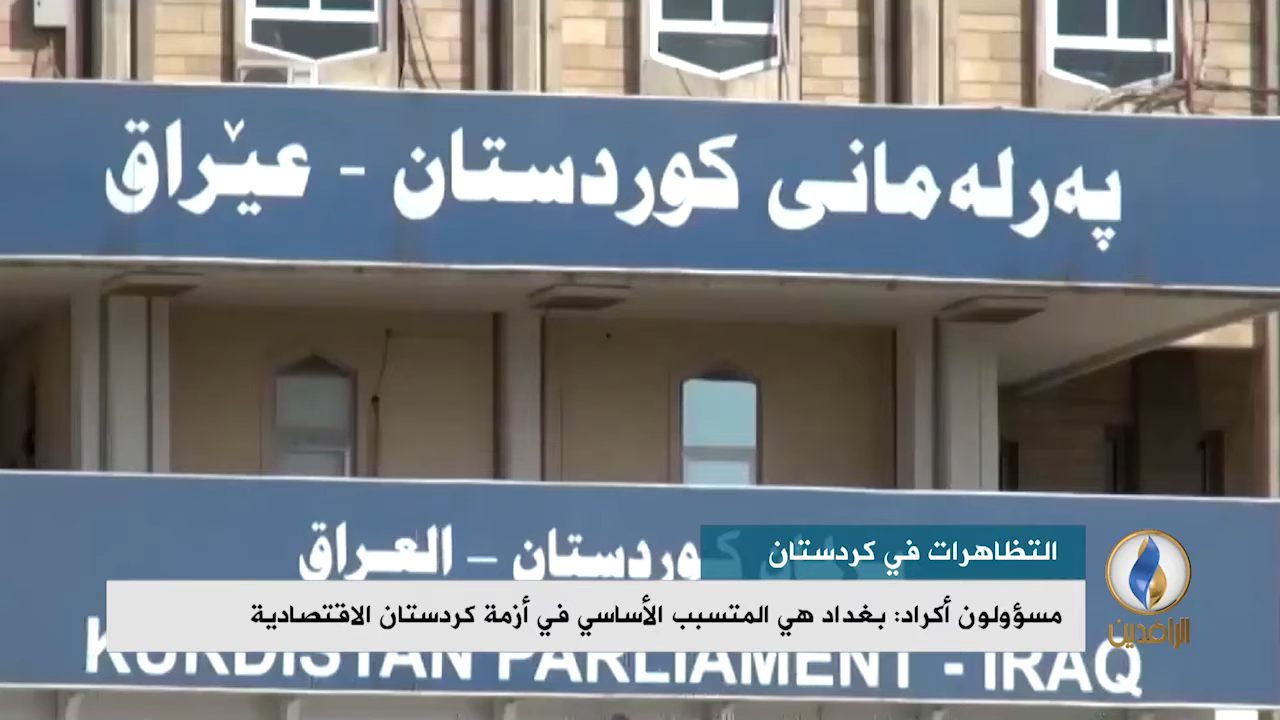 پەرلەمانی کوردستان - عێراق
كوردستان – العراق
التظاهرات في كردستان
مسؤولون أكراد: بغداد هي المتسبب الأساسي في أزمة كردستان الاقتصادية
KURDISTAN PARLIAMENT - IRAQ
الرافدين